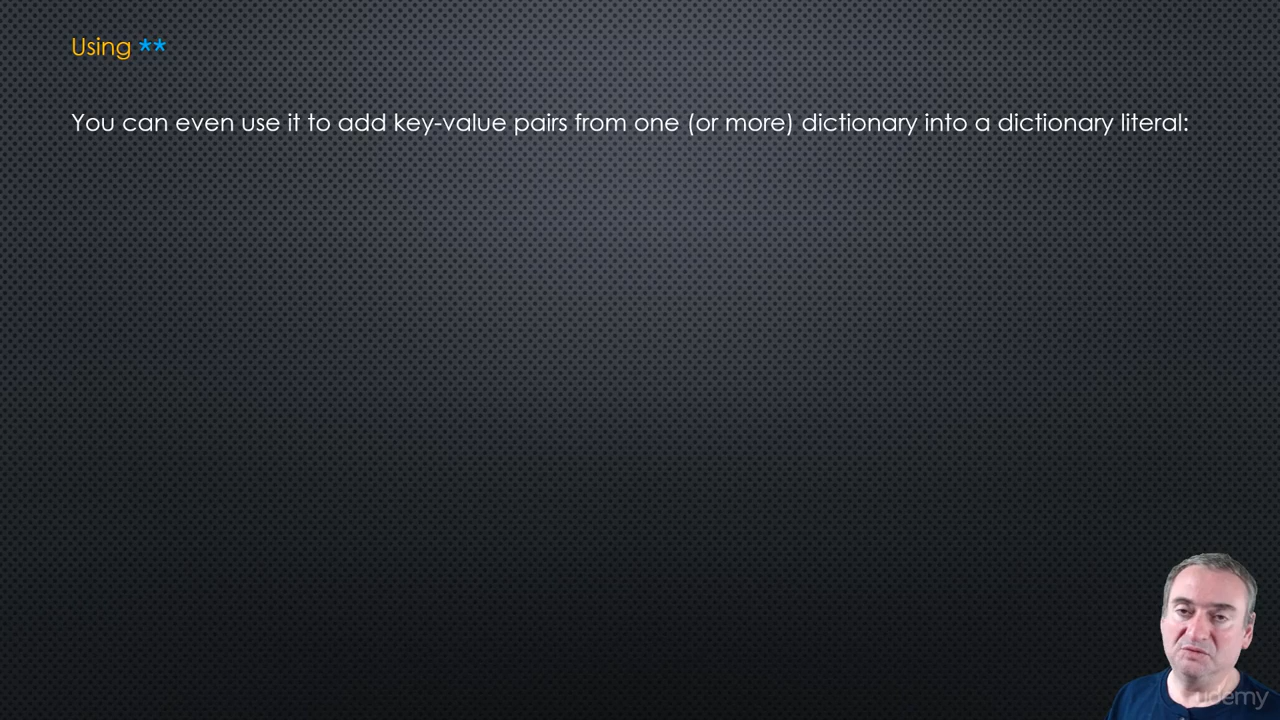 Using **
You can even use it to add key-value pairs from one (or more) dictionary into a dictionary literal:
udemy